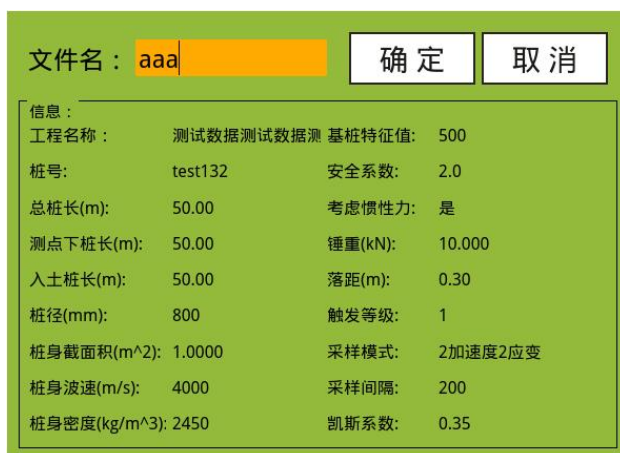 文件名： aaa 确 定 取 消
信息：
工程名称： 测试数据测试数据测 基桩特征值: 500
桩号: test132 安全系数: 2.0
总桩长(m): 50.00 考虑惯性力: 是
测点下桩长(m): 50.00 锤重(kN): 10.000
入土桩长(m): 50.00 落距(m): 0.30
桩径(mm): 800 触发等级: 1
桩身截面积(m^2): 1.0000 采样模式: 2加速度2应变
桩身波速(m/s): 4000 采样间隔: 200
桩身密度(kg/m^3): 2450 凯斯系数: 0.35